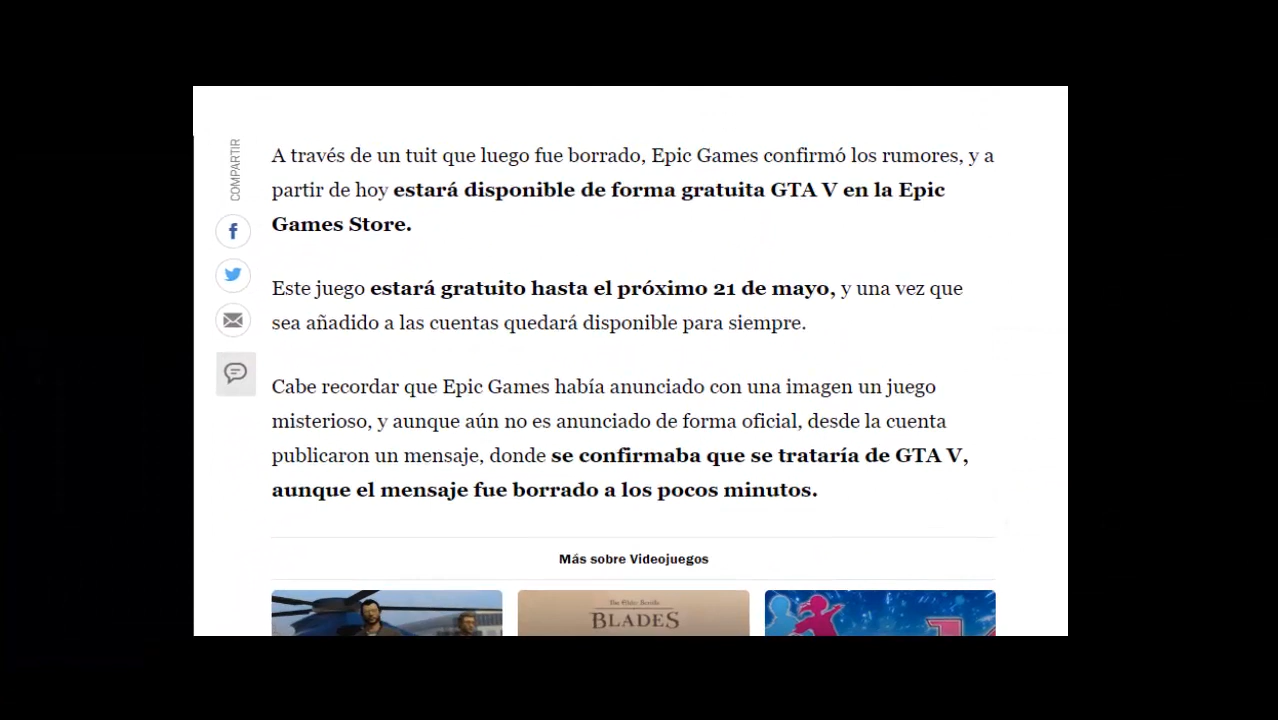 COMPARTIR
A través de un tuit que luego fue borrado, Epic Games confirmó los rumores, y a
partir de hoy estará disponible de forma gratuita GTA V en la Epic
Games Store.
Este juego estará gratuito hasta el próximo 21 de mayo, y una vez que
sea añadido a las cuentas quedará disponible para siempre.
Cabe recordar que Epic Games había anunciado con una imagen un juego
misterioso, y aunque aún no es anunciado de forma oficial, desde la cuenta
publicaron un mensaje, donde se confirmaba que se trataría de GTA V,
aunque el mensaje fue borrado a los pocos minutos.
Más sobre Videojuegos
The Elder Scrolls
BLADES